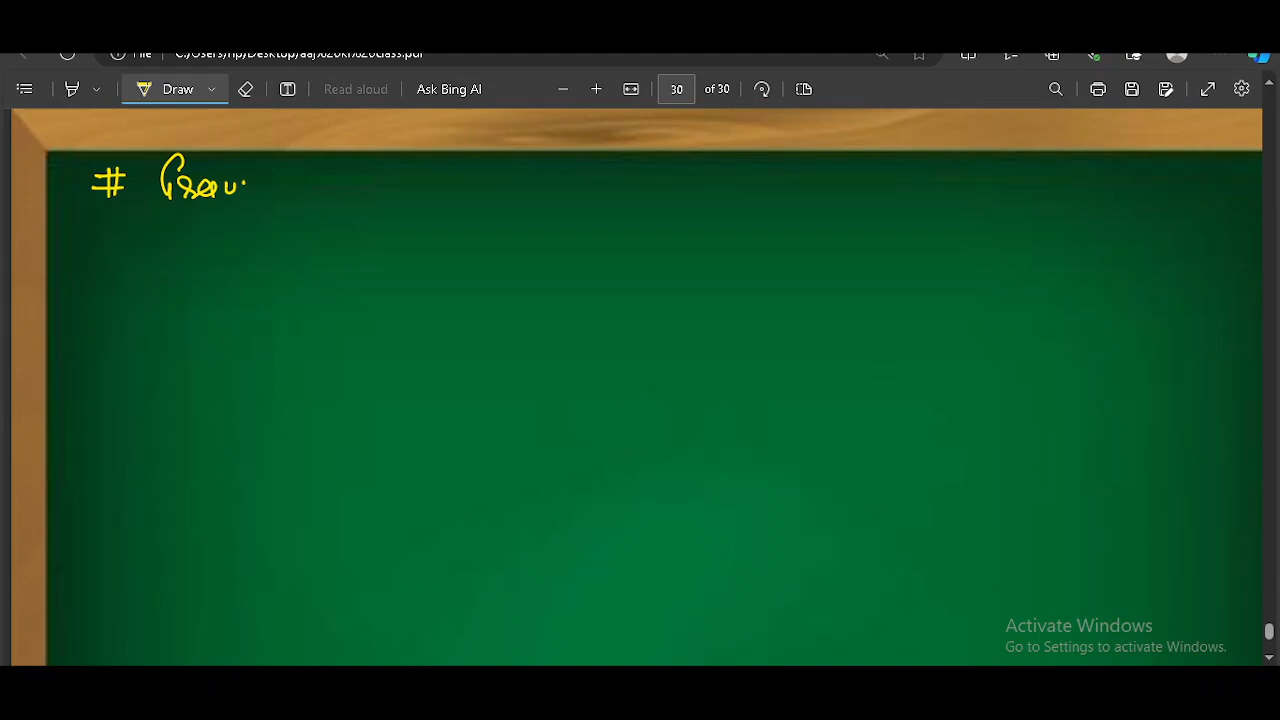 File C:/Users/hp/Desktop/aaj%20ki%20class.pdf
Draw Read aloud Ask Bing AI 30 of 30
# Grav
Activate Windows
Go to Settings to activate Windows.